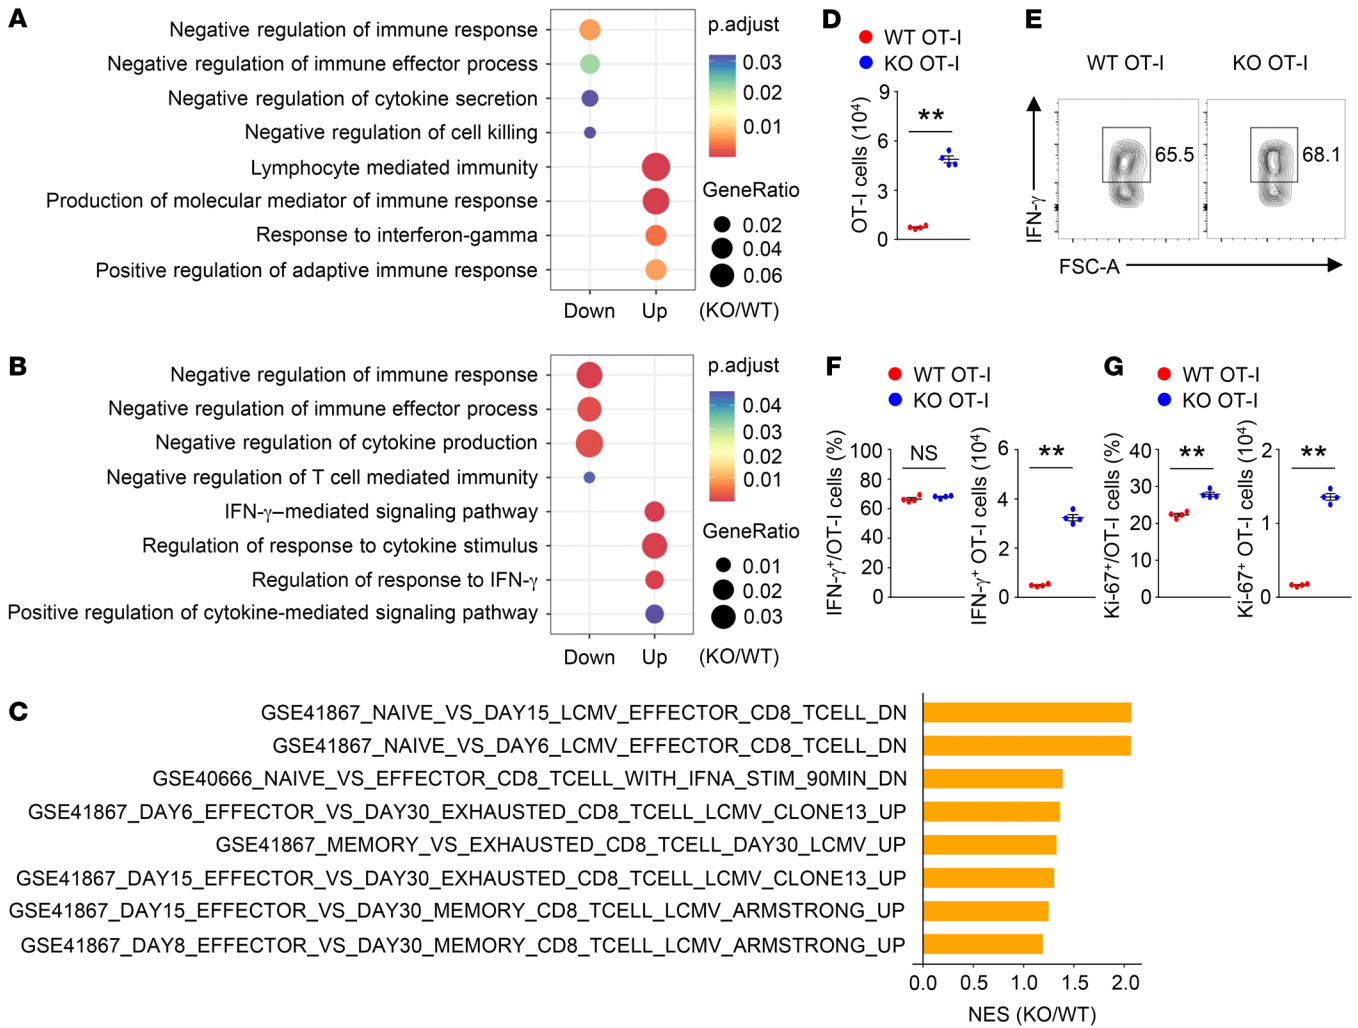 A
Negative regulation of immune response
Negative regulation of immune effector process
Negative regulation of cytokine secretion
Negative regulation of cell killing
Lymphocyte mediated immunity
Production of molecular mediator of immune response
Response to interferon-gamma
Positive regulation of adaptive immune response
Down
Up
(KO/WT)
p.adjust
0.03
0.02
0.01
GeneRatio
0.02
0.04
0.06
B
Negative regulation of immune response
Negative regulation of immune effector process
Negative regulation of cytokine production
Negative regulation of T cell mediated immunity
IFN-γ–mediated signaling pathway
Regulation of response to cytokine stimulus
Regulation of response to IFN-γ
Positive regulation of cytokine-mediated signaling pathway
Down
Up
(KO/WT)
p.adjust
0.04
0.03
0.02
0.01
GeneRatio
0.01
0.02
0.03
C
GSE41867_NAIVE_VS_DAY15_LCMV_EFFECTOR_CD8_TCELL_DN
GSE41867_NAIVE_VS_DAY6_LCMV_EFFECTOR_CD8_TCELL_DN
GSE40666_NAIVE_VS_EFFECTOR_CD8_TCELL_WITH_IFNA_STIM_90MIN_DN
GSE41867_DAY6_EFFECTOR_VS_DAY30_EXHAUSTED_CD8_TCELL_LCMV_CLONE13_UP
GSE41867_MEMORY_VS_EXHAUSTED_CD8_TCELL_DAY30_LCMV_UP
GSE41867_DAY15_EFFECTOR_VS_DAY30_EXHAUSTED_CD8_TCELL_LCMV_CLONE13_UP
GSE41867_DAY15_EFFECTOR_VS_DAY30_MEMORY_CD8_TCELL_LCMV_ARMSTRONG_UP
GSE41867_DAY8_EFFECTOR_VS_DAY30_MEMORY_CD8_TCELL_LCMV_ARMSTRONG_UP
0.0 0.5 1.0 1.5 2.0
NES (KO/WT)
D
WT OT-I
KO OT-I
OT-I cells (10⁴)
9
6
3
0
**
E
WT OT-I
KO OT-I
65.5
68.1
IFN-γ
FSC-A
F
WT OT-I
KO OT-I
IFN-γ⁺/OT-I cells (%)
100
80
60
40
20
0
NS
IFN-γ⁺ OT-I cells (10⁴)
6
4
2
0
**
G
WT OT-I
KO OT-I
Ki-67⁺/OT-I cells (%)
40
30
20
10
0
**
Ki-67⁺ OT-I cells (10⁴)
2
1
0
**